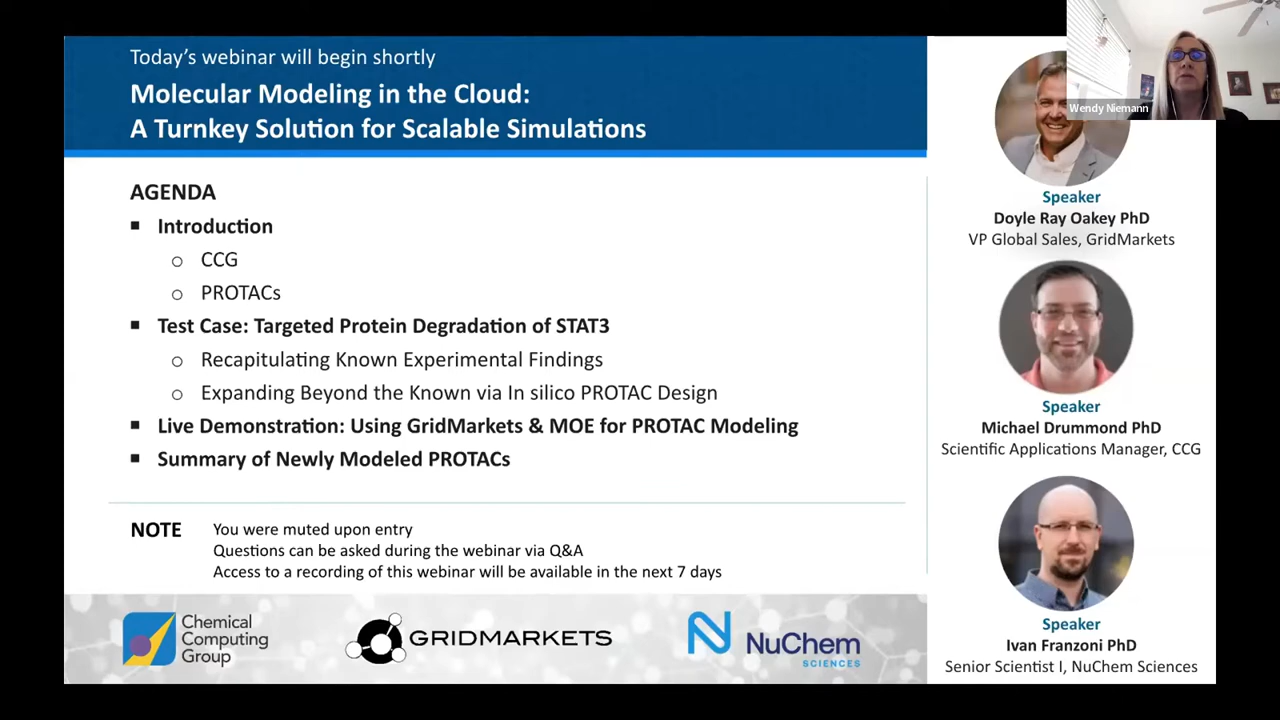 Today's webinar will begin shortly
Molecular Modeling in the Cloud:
A Turnkey Solution for Scalable Simulations
AGENDA
Introduction
CCG
PROTACs
Test Case: Targeted Protein Degradation of STAT3
Recapitulating Known Experimental Findings
Expanding Beyond the Known via In silico PROTAC Design
Live Demonstration: Using GridMarkets & MOE for PROTAC Modeling
Summary of Newly Modeled PROTACs
NOTE
You were muted upon entry
Questions can be asked during the webinar via Q&A
Access to a recording of this webinar will be available in the next 7 days
Chemical
Computing
Group
GRIDMARKETS
NuChem
SCIENCES
Wendy Niemann
Speaker
Doyle Ray Oakey PhD
VP Global Sales, GridMarkets
Speaker
Michael Drummond PhD
Scientific Applications Manager, CCG
Speaker
Ivan Franzoni PhD
Senior Scientist I, NuChem Sciences